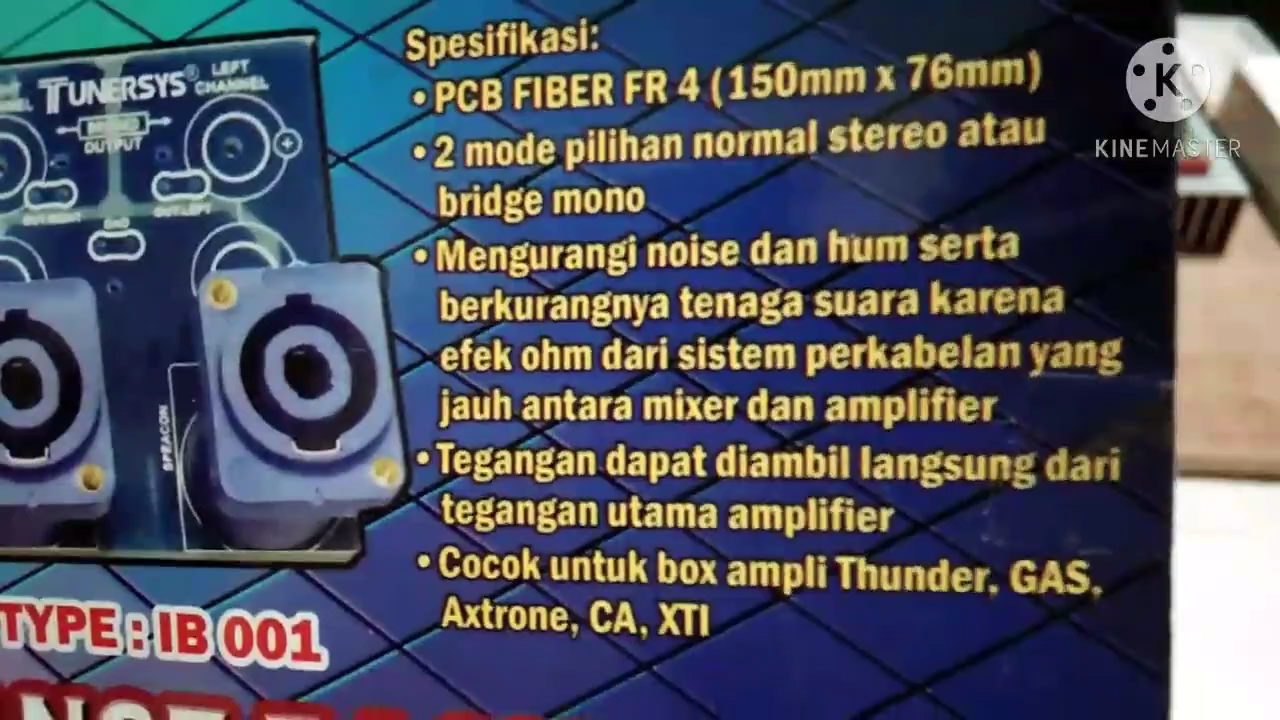 TUNERSYS®
LEFT
CHANNEL
OUTPUT
OUT LEFT
GND
SPEACON
TYPE : IB 001
Spesifikasi:
• PCB FIBER FR 4 (150mm x 76mm)
• 2 mode pilihan normal stereo atau
bridge mono
• Mengurangi noise dan hum serta
berkurangnya tenaga suara karena
efek ohm dari sistem perkabelan yang
jauh antara mixer dan amplifier
• Tegangan dapat diambil langsung dari
tegangan utama amplifier
• Cocok untuk box ampli Thunder, GAS,
Axtrone, CA, XTI
KINEMASTER